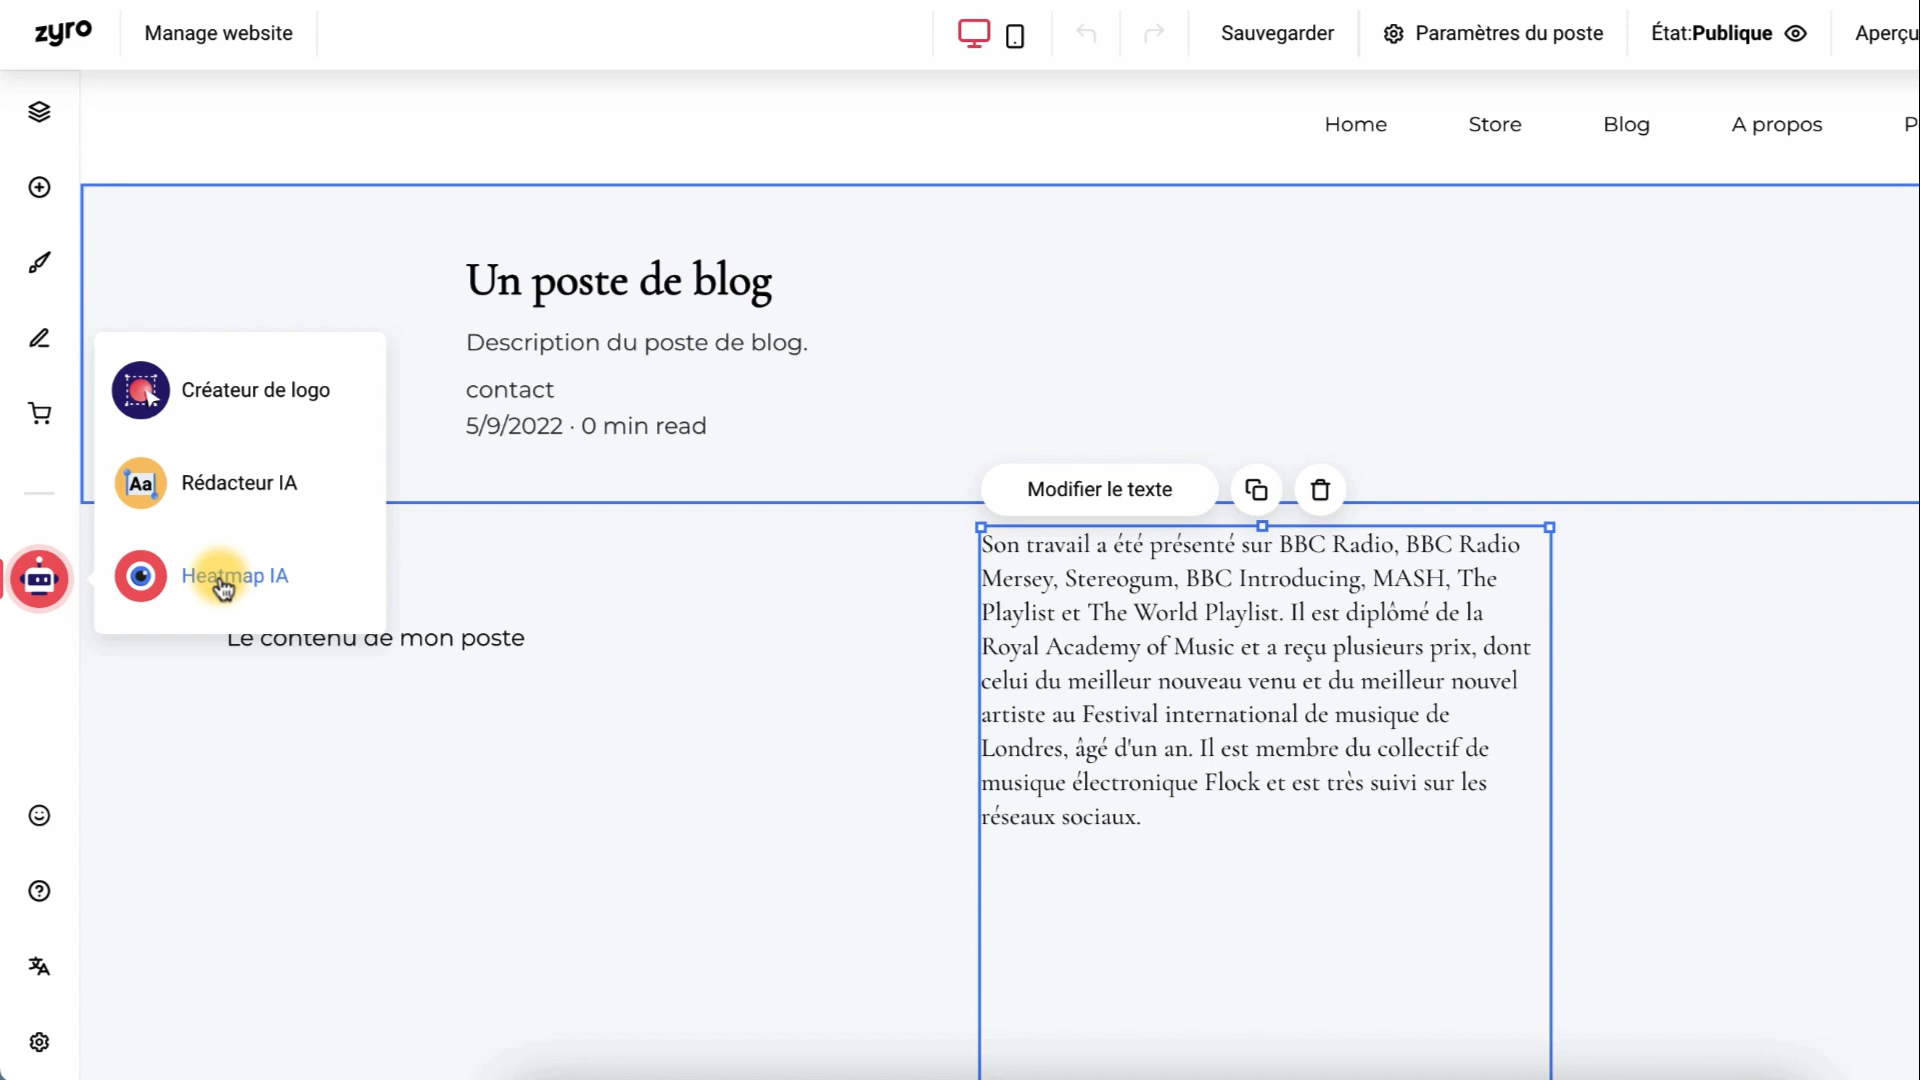 zyro
Manage website
Sauvegarder
Paramètres du poste
État:Publique
Aperçu
Home
Store
Blog
A propos
P
Un poste de blog
Description du poste de blog.
contact
5/9/2022 · 0 min read
Créateur de logo
Aa
Rédacteur IA
Heatmap IA
Le contenu de mon poste
Modifier le texte
Son travail a été présenté sur BBC Radio, BBC Radio
Mersey, Stereogum, BBC Introducing, MASH, The
Playlist et The World Playlist. Il est diplômé de la
Royal Academy of Music et a reçu plusieurs prix, dont
celui du meilleur nouveau venu et du meilleur nouvel
artiste au Festival international de musique de
Londres, âgé d'un an. Il est membre du collectif de
musique électronique Flock et est très suivi sur les
réseaux sociaux.